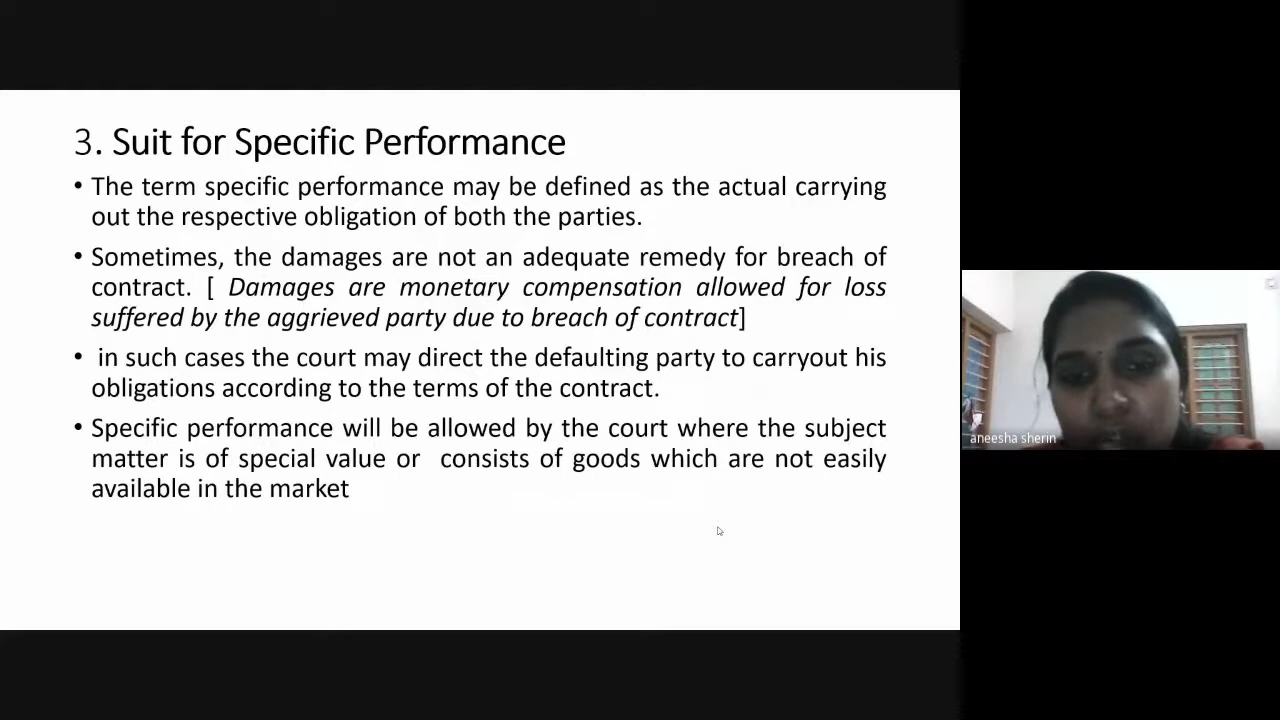 3. Suit for Specific Performance
• The term specific performance may be defined as the actual carrying
out the respective obligation of both the parties.
• Sometimes, the damages are not an adequate remedy for breach of
contract. [ Damages are monetary compensation allowed for loss
suffered by the aggrieved party due to breach of contract]
• in such cases the court may direct the defaulting party to carryout his
obligations according to the terms of the contract.
• Specific performance will be allowed by the court where the subject
matter is of special value or consists of goods which are not easily
available in the market
aneesha sherin